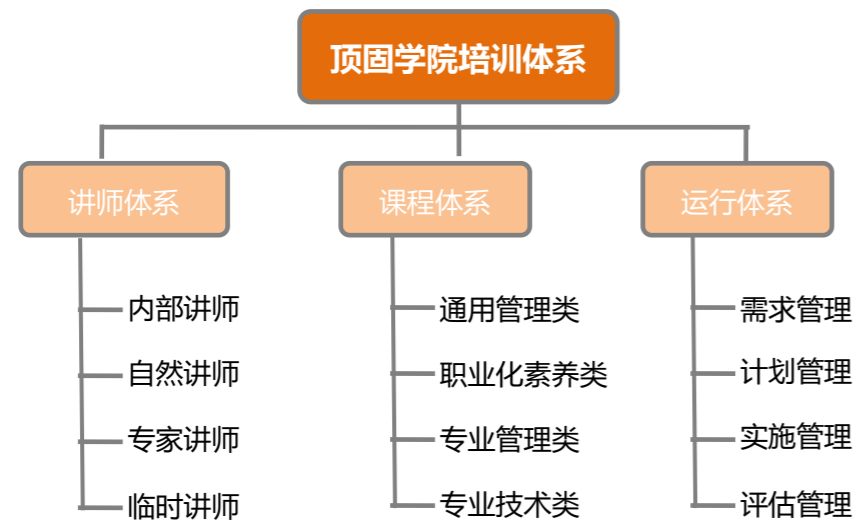 顶固学院培训体系
讲师体系
课程体系
运行体系
内部讲师
自然讲师
专家讲师
临时讲师
通用管理类
职业化素养类
专业管理类
专业技术类
需求管理
计划管理
实施管理
评估管理